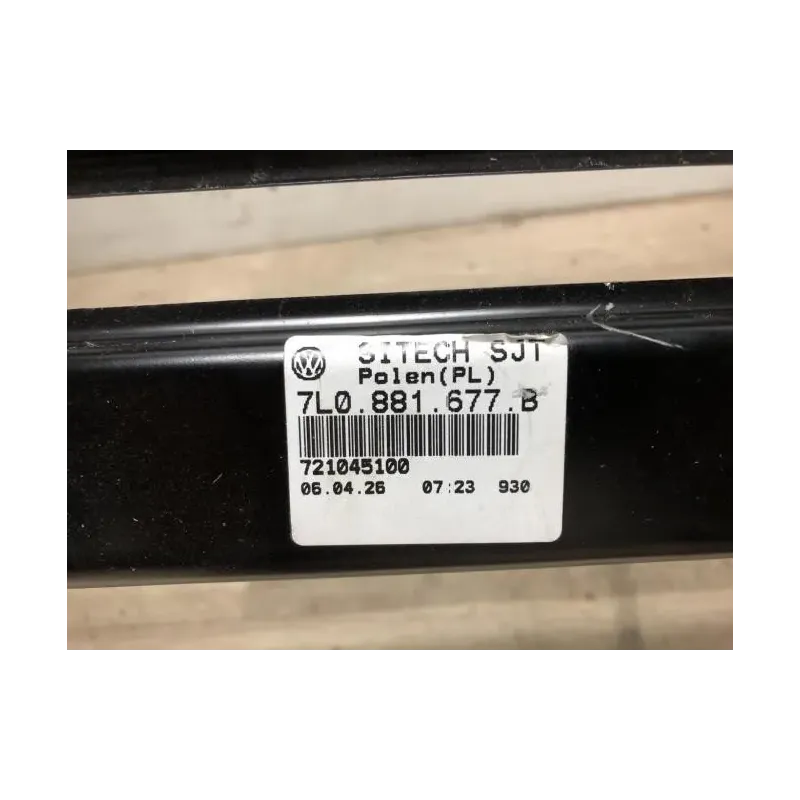 SITECH SJT
Polen(PL)
7L0.881.677.B
721045100
06.04.26 07:23 930